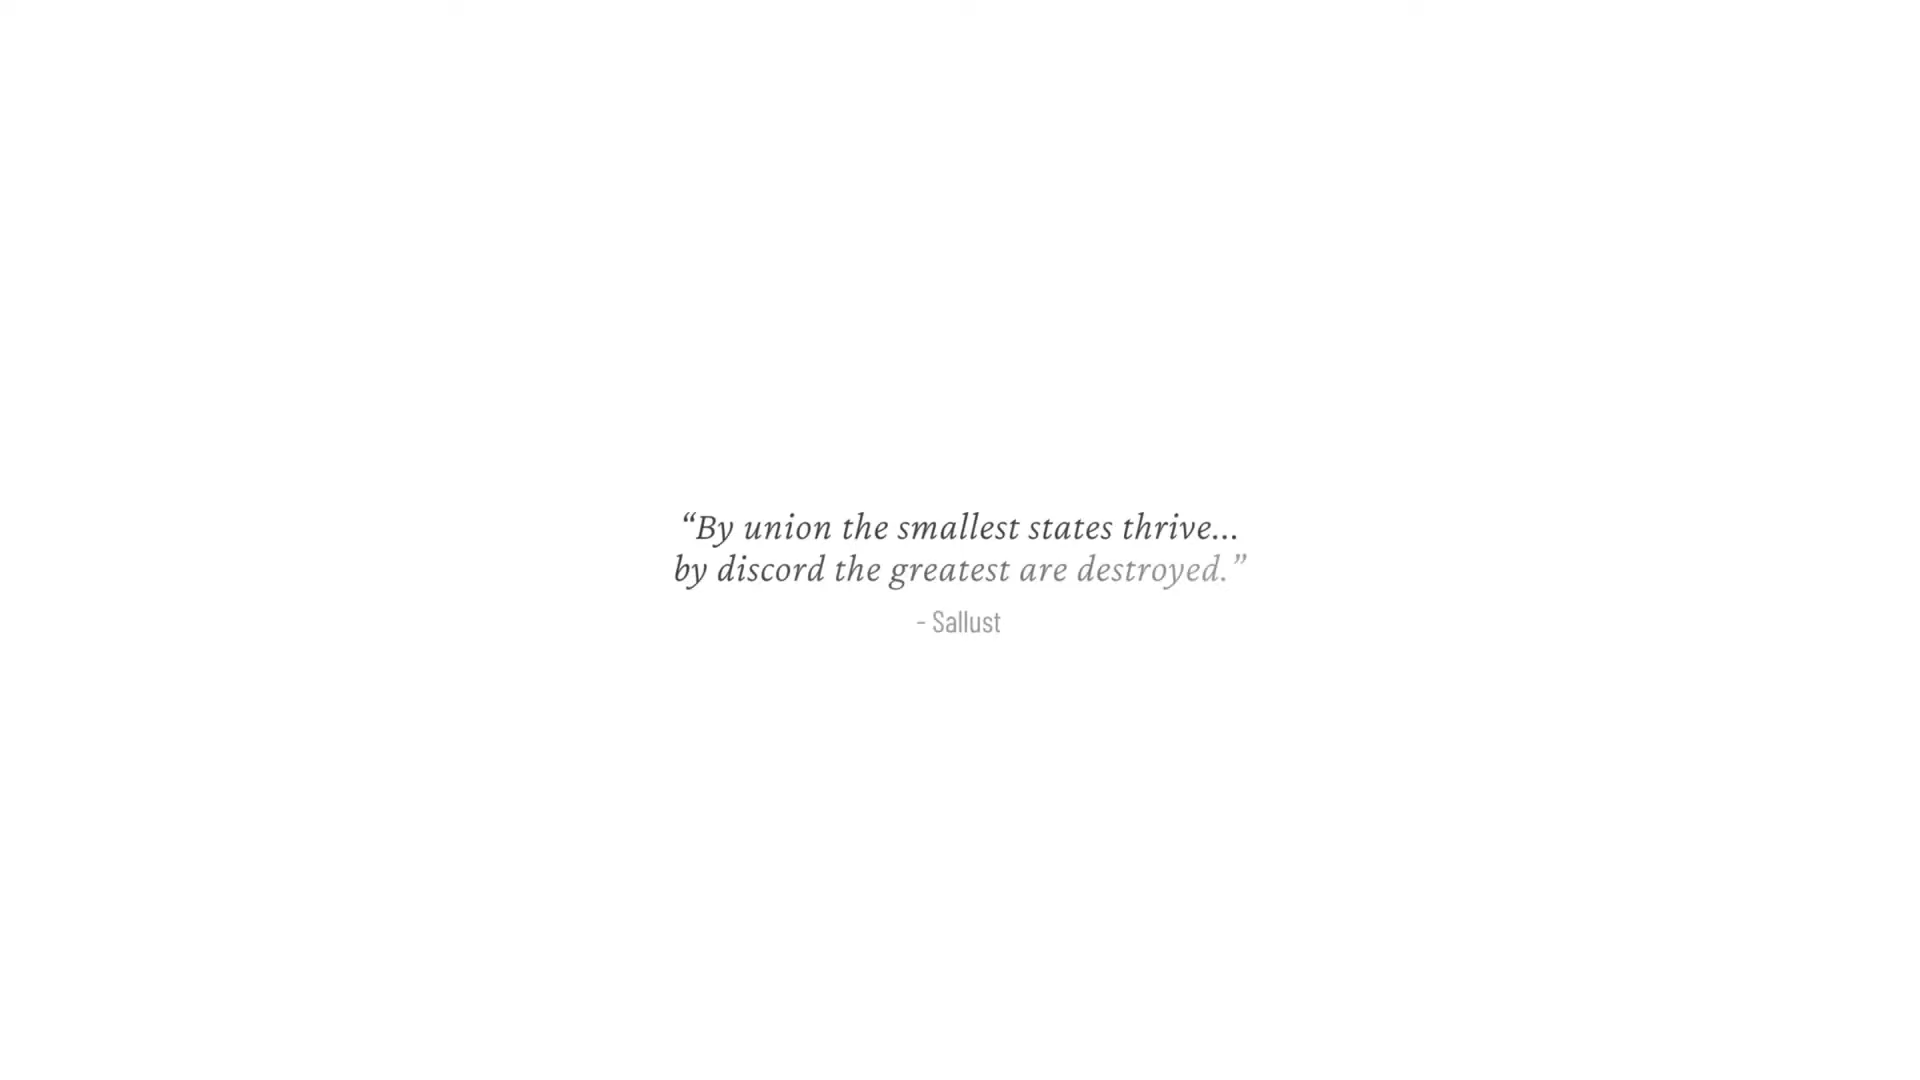 “By union the smallest states thrive...
by discord the greatest are destroyed.”
- Sallust